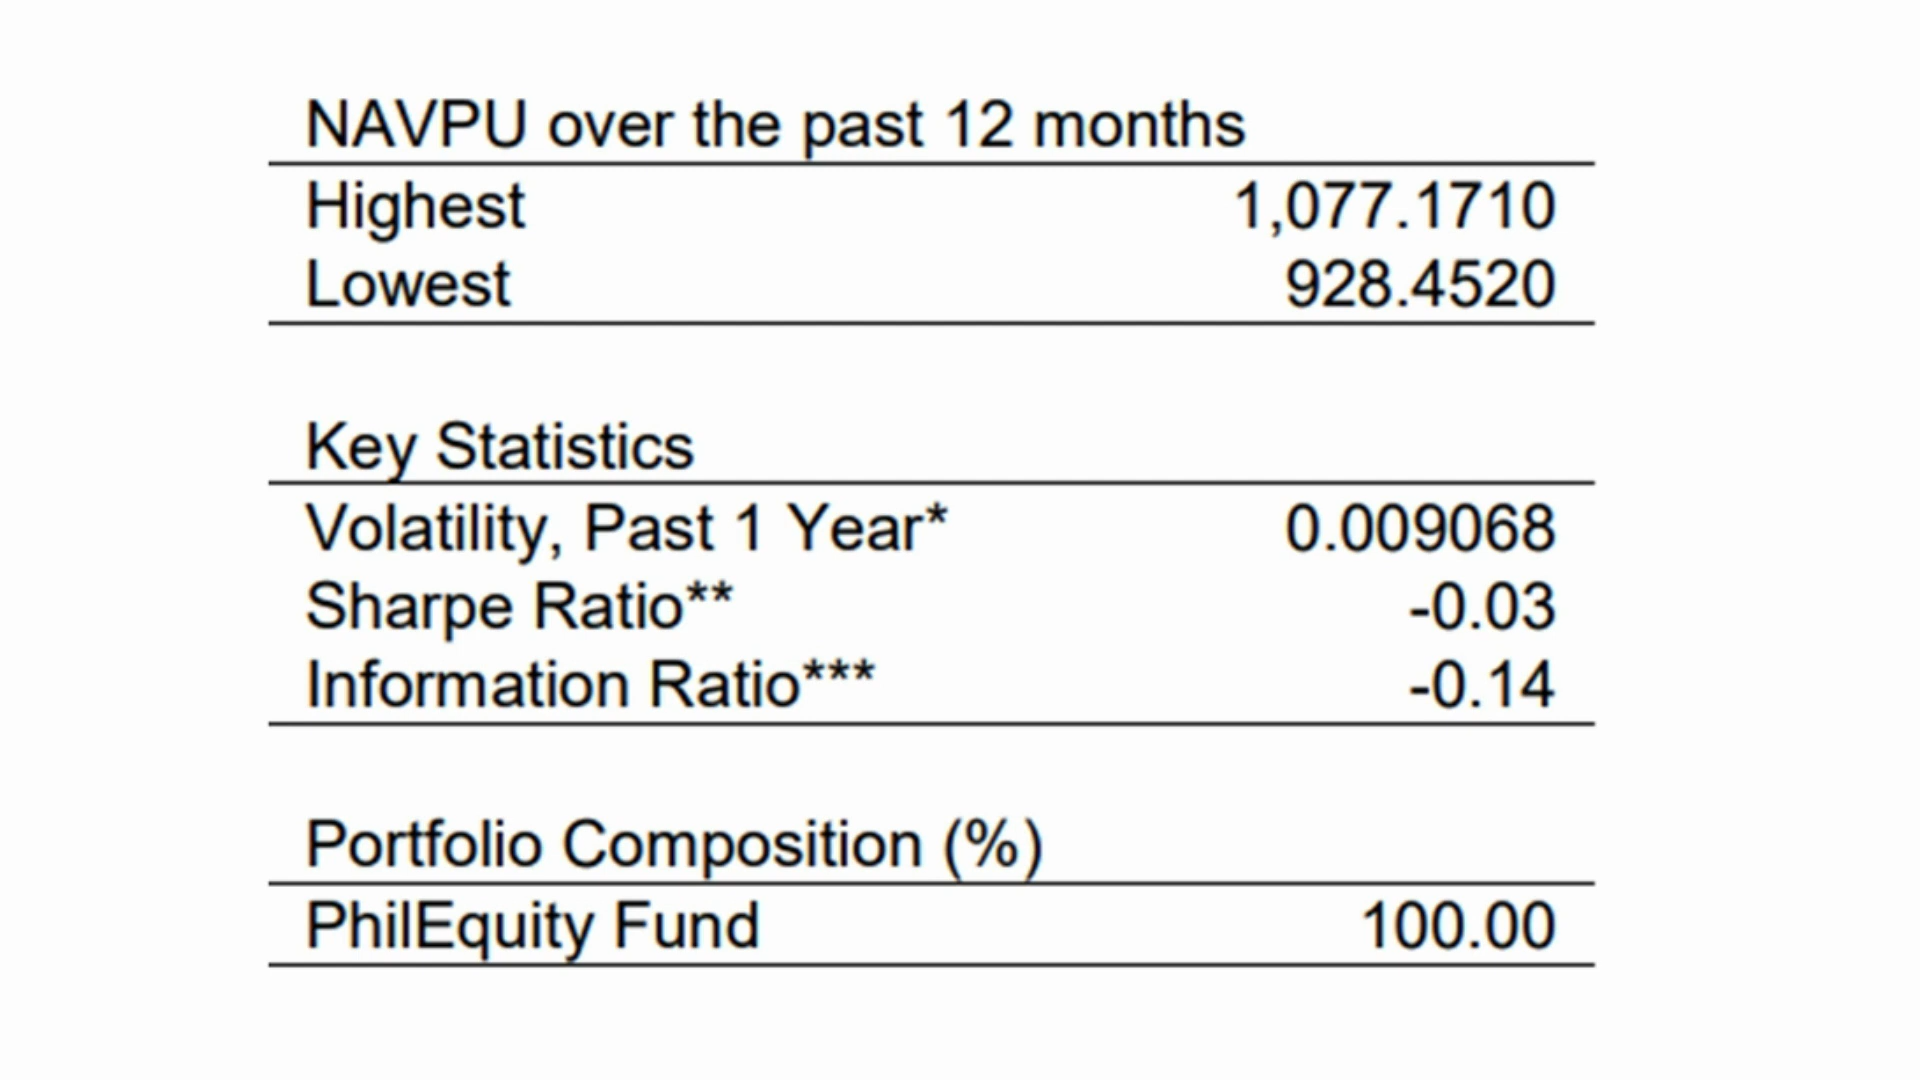 NAVPU over the past 12 months
Highest 1,077.1710
Lowest 928.4520
Key Statistics
Volatility, Past 1 Year* 0.009068
Sharpe Ratio** -0.03
Information Ratio*** -0.14
Portfolio Composition (%)
PhilEquity Fund 100.00